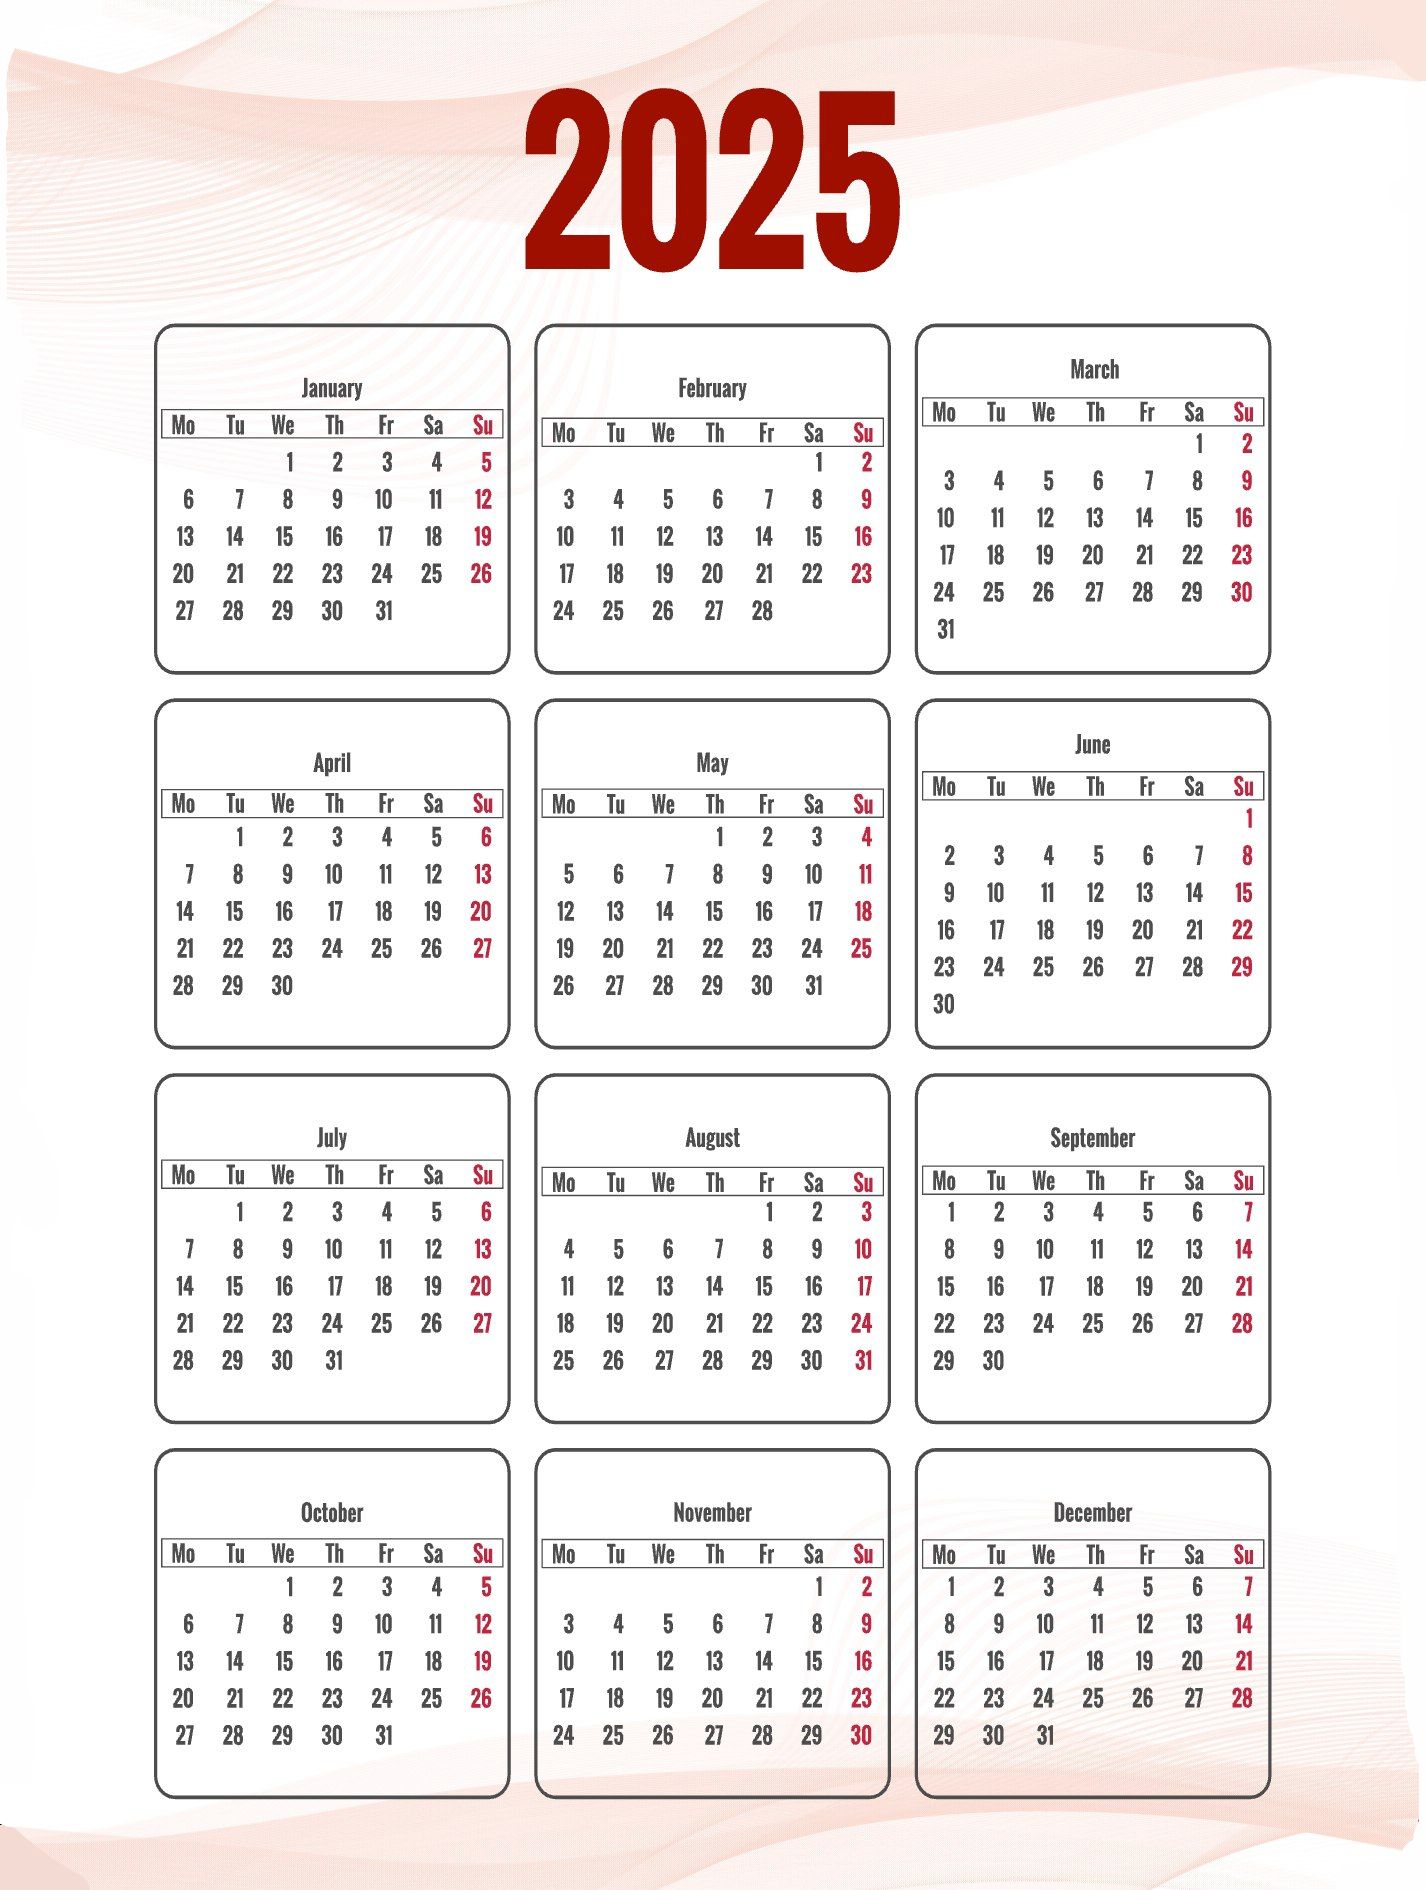 2025
January
Mo Tu We Th Fr Sa Su
1 2 3 4 5
6 7 8 9 10 11 12
13 14 15 16 17 18 19
20 21 22 23 24 25 26
27 28 29 30 31
February
Mo Tu We Th Fr Sa Su
1 2
3 4 5 6 7 8 9
10 11 12 13 14 15 16
17 18 19 20 21 22 23
24 25 26 27 28
March
Mo Tu We Th Fr Sa Su
1 2
3 4 5 6 7 8 9
10 11 12 13 14 15 16
17 18 19 20 21 22 23
24 25 26 27 28 29 30
31
April
Mo Tu We Th Fr Sa Su
1 2 3 4 5 6
7 8 9 10 11 12 13
14 15 16 17 18 19 20
21 22 23 24 25 26 27
28 29 30
May
Mo Tu We Th Fr Sa Su
1 2 3 4
5 6 7 8 9 10 11
12 13 14 15 16 17 18
19 20 21 22 23 24 25
26 27 28 29 30 31
June
Mo Tu We Th Fr Sa Su
1
2 3 4 5 6 7 8
9 10 11 12 13 14 15
16 17 18 19 20 21 22
23 24 25 26 27 28 29
30
July
Mo Tu We Th Fr Sa Su
1 2 3 4 5 6
7 8 9 10 11 12 13
14 15 16 17 18 19 20
21 22 23 24 25 26 27
28 29 30 31
August
Mo Tu We Th Fr Sa Su
1 2 3
4 5 6 7 8 9 10
11 12 13 14 15 16 17
18 19 20 21 22 23 24
25 26 27 28 29 30 31
September
Mo Tu We Th Fr Sa Su
1 2 3 4 5 6 7
8 9 10 11 12 13 14
15 16 17 18 19 20 21
22 23 24 25 26 27 28
29 30
October
Mo Tu We Th Fr Sa Su
1 2 3 4 5
6 7 8 9 10 11 12
13 14 15 16 17 18 19
20 21 22 23 24 25 26
27 28 29 30 31
November
Mo Tu We Th Fr Sa Su
1 2
3 4 5 6 7 8 9
10 11 12 13 14 15 16
17 18 19 20 21 22 23
24 25 26 27 28 29 30
December
Mo Tu We Th Fr Sa Su
1 2 3 4 5 6 7
8 9 10 11 12 13 14
15 16 17 18 19 20 21
22 23 24 25 26 27 28
29 30 31